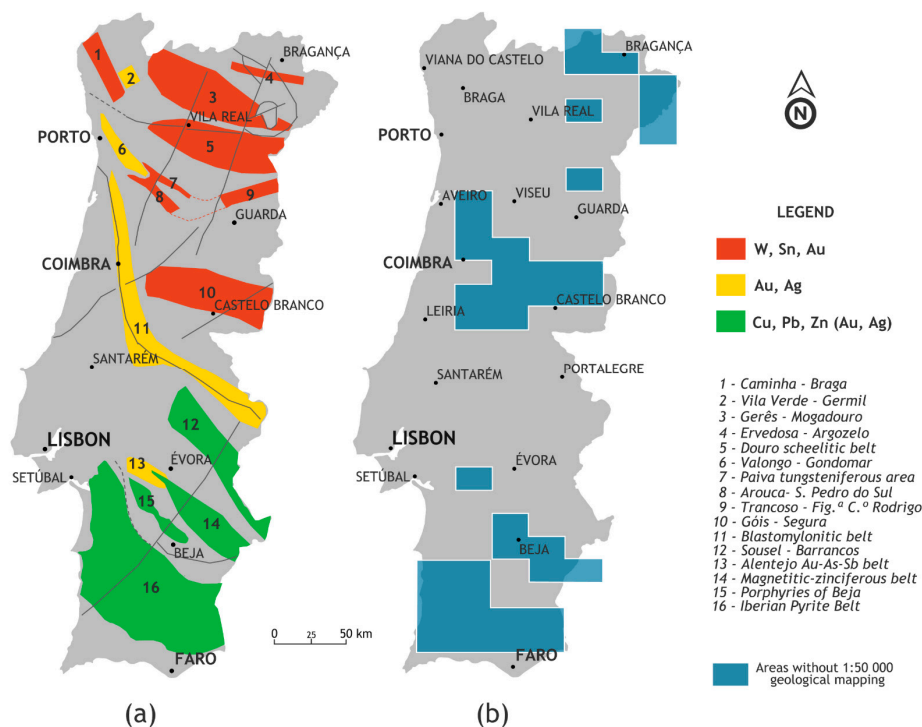 BRAGANÇA
1
2
3
4
VILA REAL
PORTO
5
6
7
8
9
GUARDA
COIMBRA
10
CASTELO BRANCO
11
SANTARÉM
12
LISBON
13
ÉVORA
SETÚBAL
15
14
BEJA
16
FARO
(a)
0 25 50 km
BRAGANÇA
VIANA DO CASTELO
BRAGA
VILA REAL
PORTO
AVEIRO
VISEU
GUARDA
COIMBRA
CASTELO BRANCO
LEIRIA
PORTALEGRE
SANTARÉM
LISBON
ÉVORA
SETÚBAL
BEJA
FARO
(b)
N
LEGEND
W, Sn, Au
Au, Ag
Cu, Pb, Zn (Au, Ag)
1 - Caminha - Braga
2 - Vila Verde - Germil
3 - Gerês - Mogadouro
4 - Ervedosa - Argozelo
5 - Douro scheelitic belt
6 - Valongo - Gondomar
7 - Paiva tungsteniferous area
8 - Arouca- S. Pedro do Sul
9 - Trancoso - Fig.ª C.º Rodrigo
10 - Góis - Segura
11 - Blastomylonitic belt
12 - Sousel - Barrancos
13 - Alentejo Au-As-Sb belt
14 - Magnetitic-zinciferous belt
15 - Porphyries of Beja
16 - Iberian Pyrite Belt
Areas without 1:50 000
geological mapping